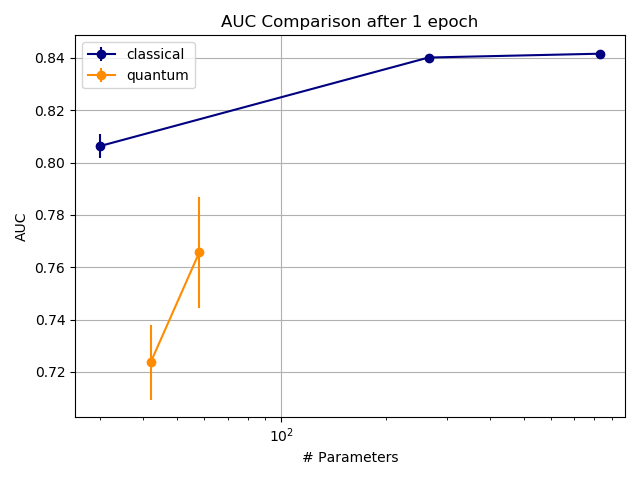 AUC Comparison after 1 epoch
classical
quantum
0.84
0.82
0.80
0.78
0.76
0.74
0.72
AUC
10²
# Parameters